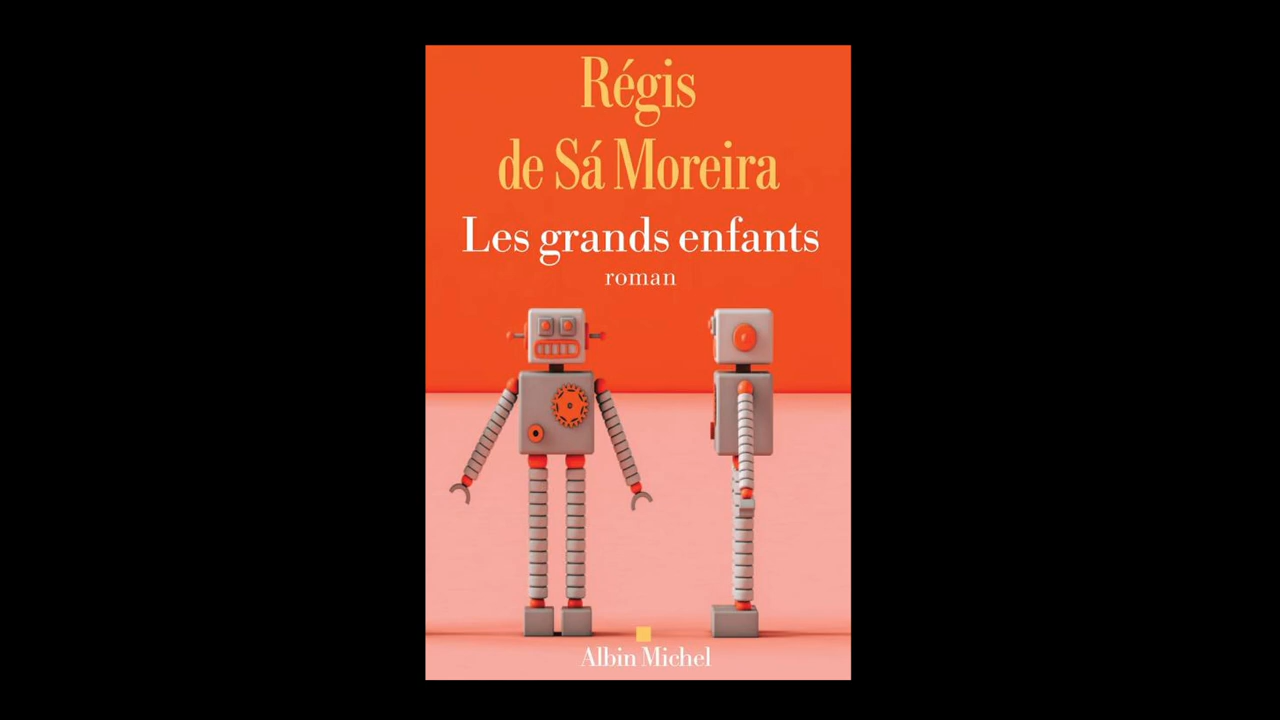 Régis
de Sá Moreira
Les grands enfants
roman
Albin Michel